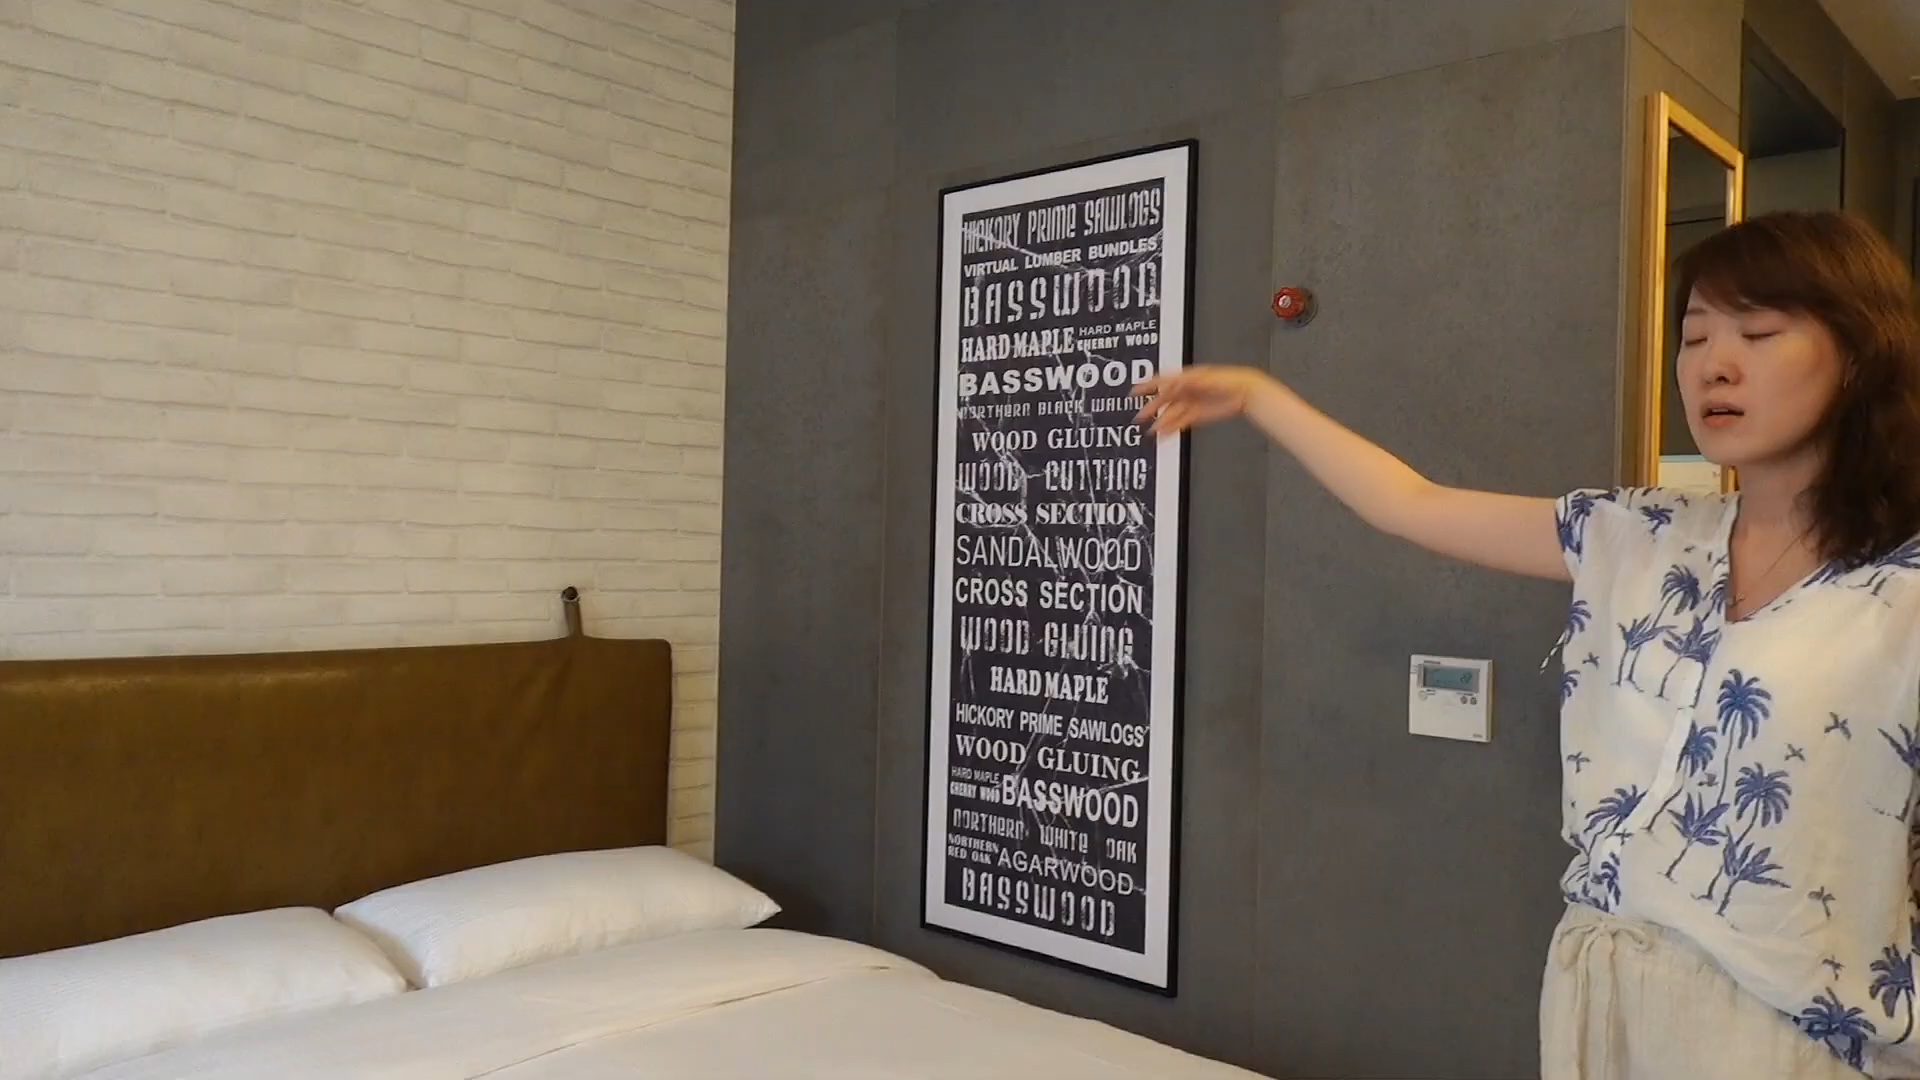 HICKORY PRIME SAWLOGS
VIRTUAL LUMBER BUNDLES
BASSWOOD
HARD MAPLE HARD MAPLE
CHERRY WOOD
BASSWOOD
NORTHERN BLACK WALNUT
WOOD GLUING
WOOD CUTTING
CROSS SECTION
SANDALWOOD
CROSS SECTION
WOOD GLUING
HARD MAPLE
HICKORY PRIME SAWLOGS
WOOD GLUING
HARD MAPLE
CHERRY WOOD BASSWOOD
NORTHERN WHITE OAK
NORTHERN
RED OAK AGARWOOD
BASSWOOD